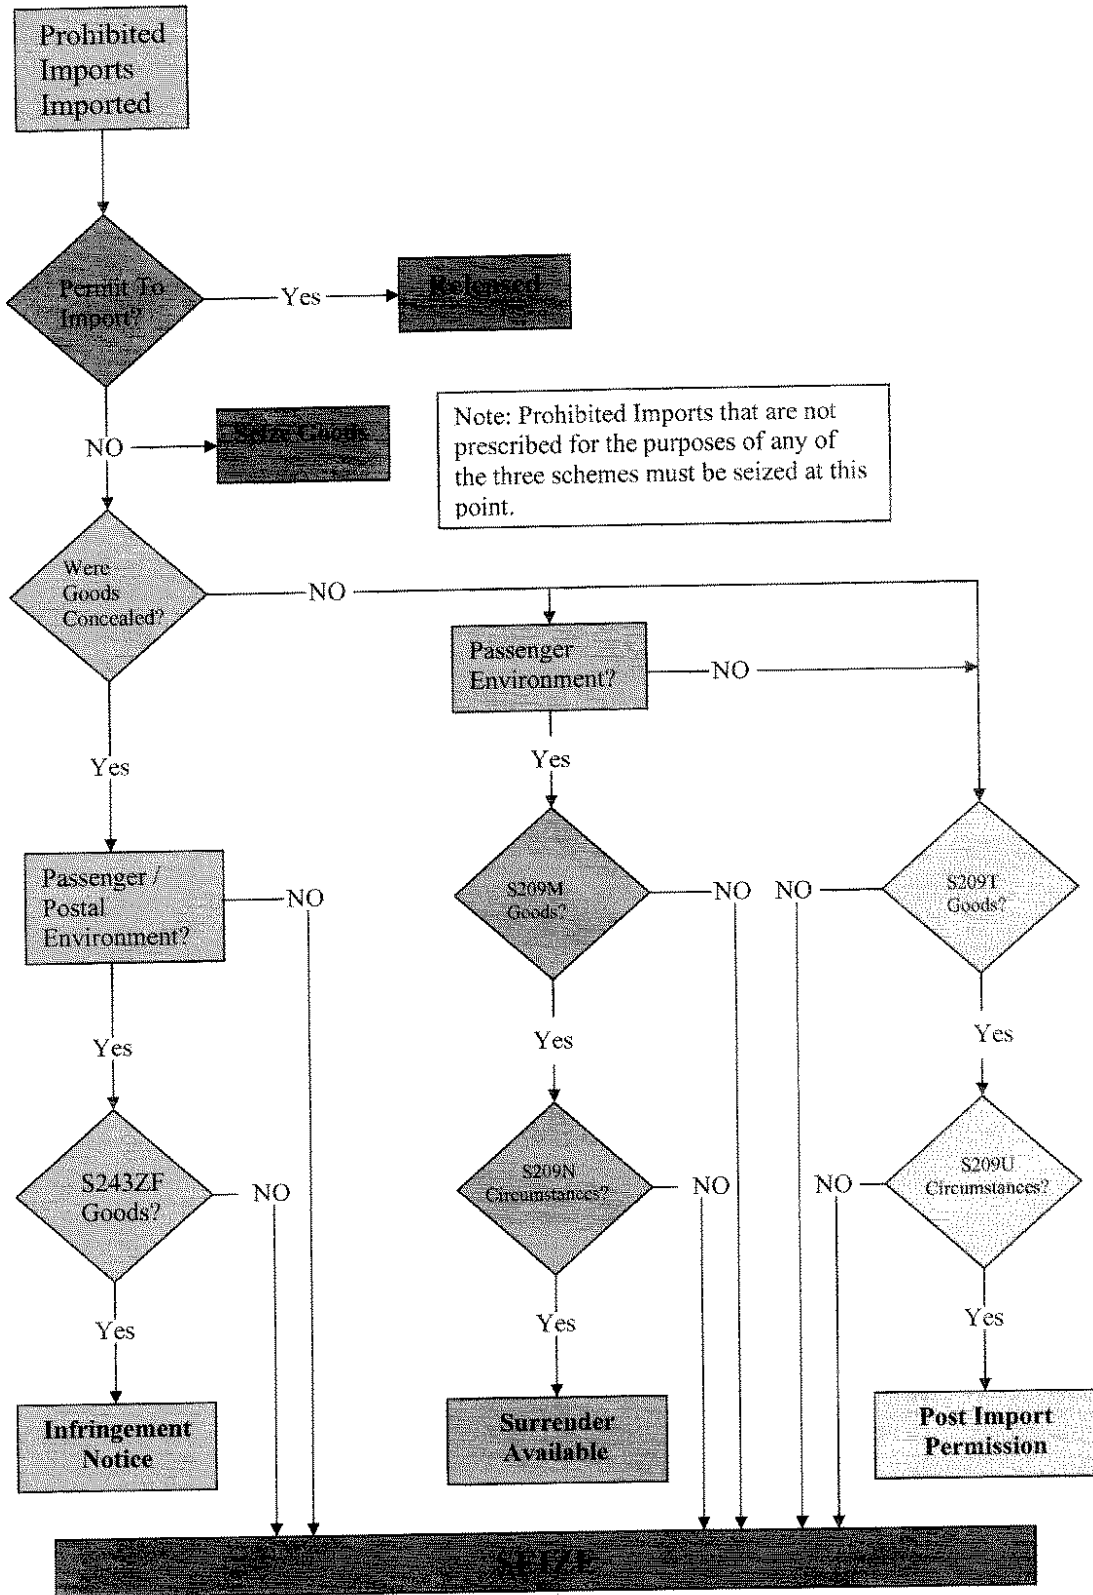 Prohibited
Imports
Imported
Permit To
Import?
Yes
Released
NO
Seize Goods
Note: Prohibited Imports that are not
prescribed for the purposes of any of
the three schemes must be seized at this
point.
Were
Goods
Concealed?
NO
Passenger
Environment?
NO
Yes
Yes
Passenger /
Postal
Environment?
NO
S209M
Goods?
NO
NO
S209T
Goods?
Yes
Yes
Yes
S243ZF
Goods?
NO
S209N
Circumstances?
NO
NO
S209U
Circumstances?
Yes
Yes
Yes
Infringement
Notice
Surrender
Available
Post Import
Permission
SEIZE